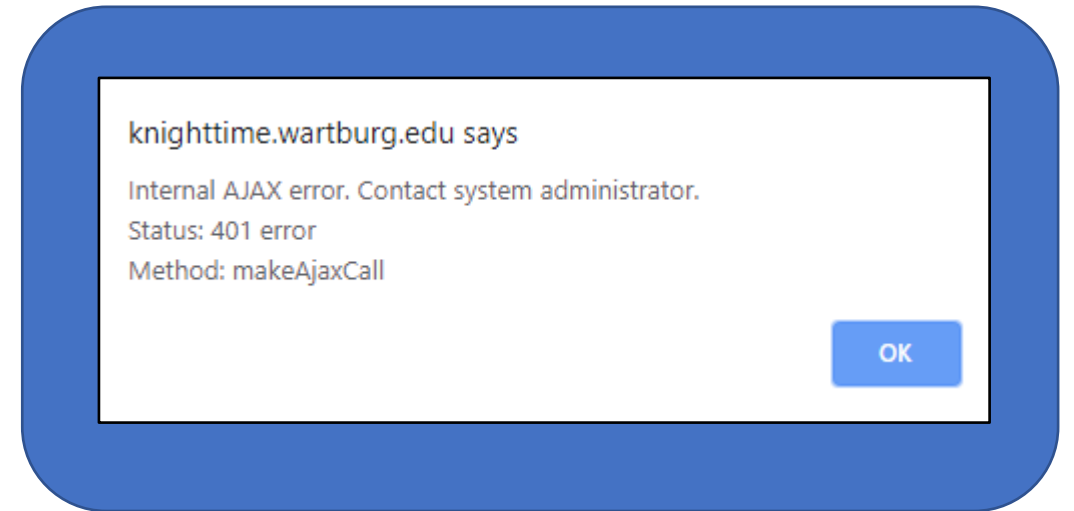 knighttime.wartburg.edu says
Internal AJAX error. Contact system administrator.
Status: 401 error
Method: makeAjaxCall
OK